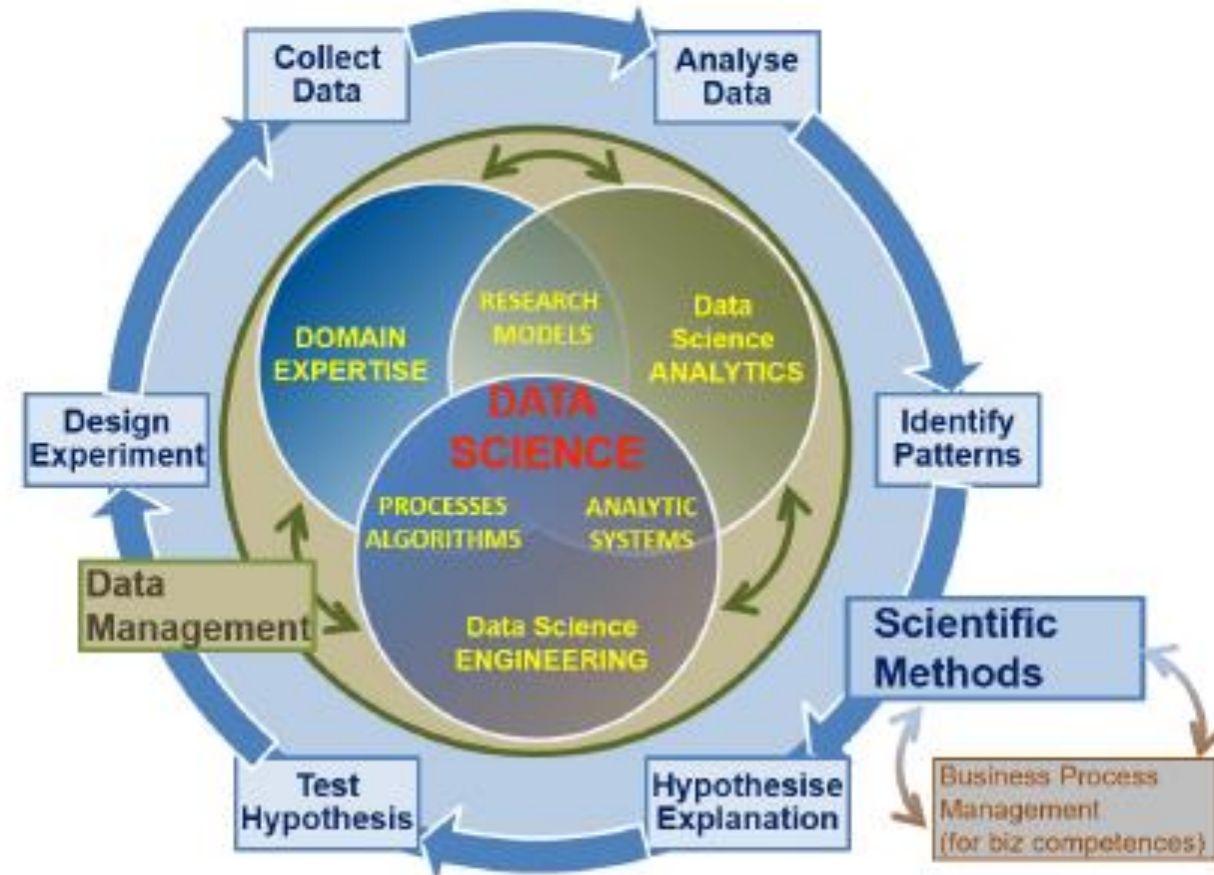 Collect
Data
Analyse
Data
RESEARCH
MODELS
DOMAIN
EXPERTISE
Data
Science
ANALYTICS
DATA
SCIENCE
Design
Experiment
Identify
Patterns
PROCESSES
ALGORITHMS
ANALYTIC
SYSTEMS
Data
Management
Data Science
ENGINEERING
Scientific
Methods
Test
Hypothesis
Hypothesise
Explanation
Business Process
Management
(for biz competences)